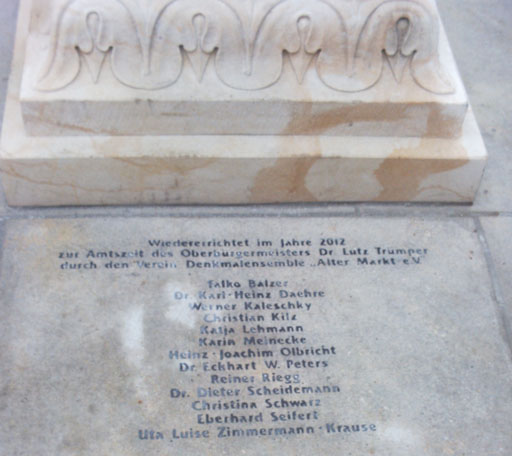 Wiedererrichtet im Jahre 2012
zur Amtszeit des Oberbürgermeisters Dr. Lutz Trümper
durch den Verein Denkmalensemble „Alter Markt e.V."
Talko Balzer
Dr. Karl-Heinz Daehre
Werner Kaleschky
Christian Kilz
Katja Lehmann
Karin Meinecke
Heinz-Joachim Olbricht
Dr. Eckhart W. Peters
Reiner Riegg
Dr. Dieter Scheidemann
Christina Schwarz
Eberhard Seifert
Uta Luise Zimmermann-Krause